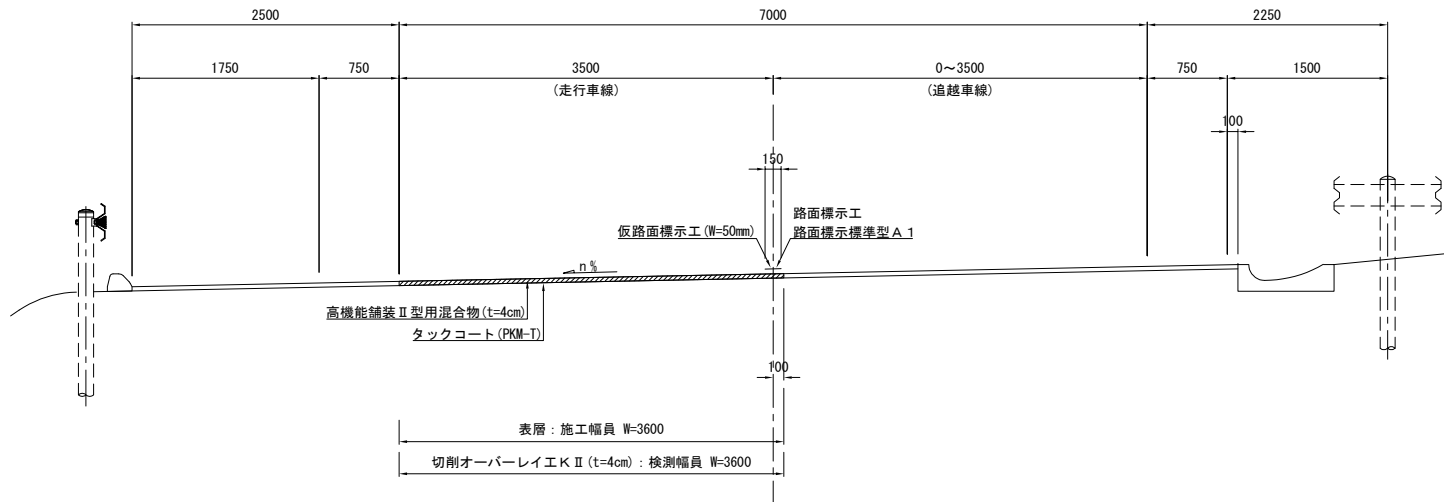 2500
7000
2250
1750
750
3500
0～3500
750
1500
(走行車線)
(追越車線)
100
150
路面標示工
仮路面標示工(W=50mm)
路面標示標準型A1
n%
高機能舗装Ⅱ型用混合物(t=4cm)
タックコート(PKM-T)
100
表層：施工幅員 W=3600
切削オーバーレイ工KⅡ(t=4cm)：検測幅員 W=3600